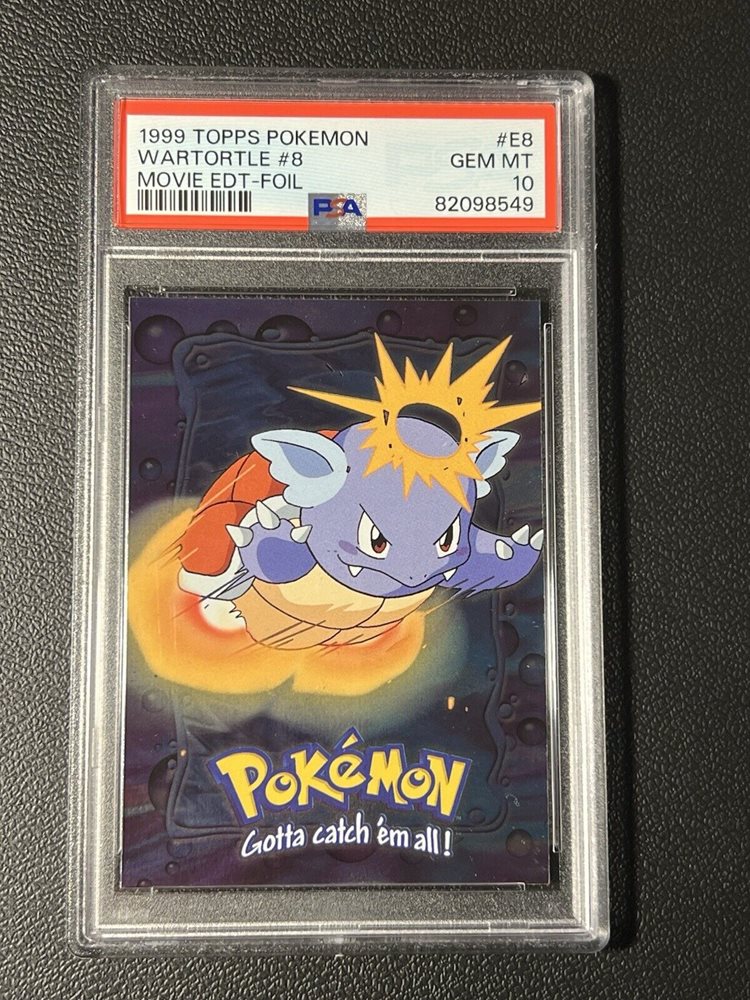 1999 TOPPS POKEMON #E8
WARTORTLE #8 GEM MT
MOVIE EDT-FOIL 10
PSA 82098549
POKéMON
Gotta catch 'em all!